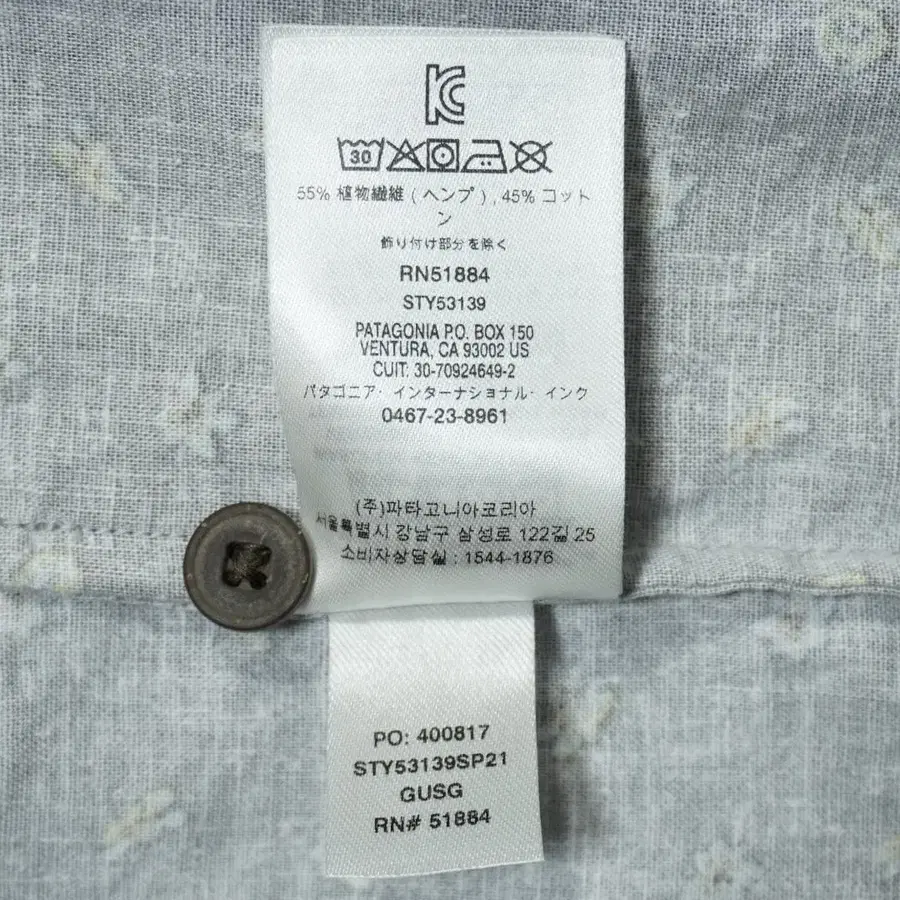 KC
30
55% 植物繊維 ( ヘンプ ) , 45% コット
ン
飾り付け部分を除く
RN51884
STY53139
PATAGONIA P.O. BOX 150
VENTURA, CA 93002 US
CUIT: 30-70924649-2
パタゴニア・インターナショナル・インク
0467-23-8961
(주)파타고니아코리아
서울특별시 강남구 삼성로 122길 25
소비자상담실 : 1544-1876
PO: 400817
STY53139SP21
GUSG
RN# 51884